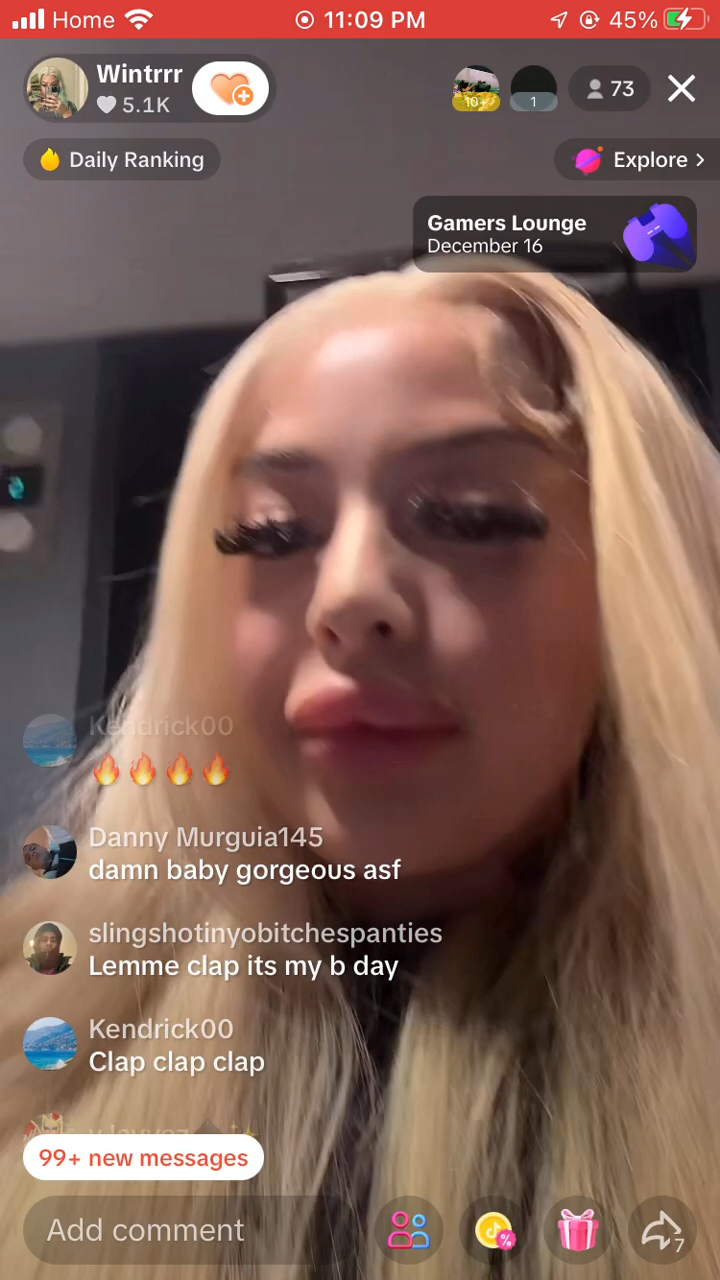 Home 11:09 PM 45%
Wintrrr
5.1K
10+
1
73
Daily Ranking
Explore
Gamers Lounge
December 16
Kendrick00
🔥🔥🔥🔥
Danny Murguia145
damn baby gorgeous asf
slingshotinyobitchespanties
Lemme clap its my b day
Kendrick00
Clap clap clap
99+ new messages
Add comment
7